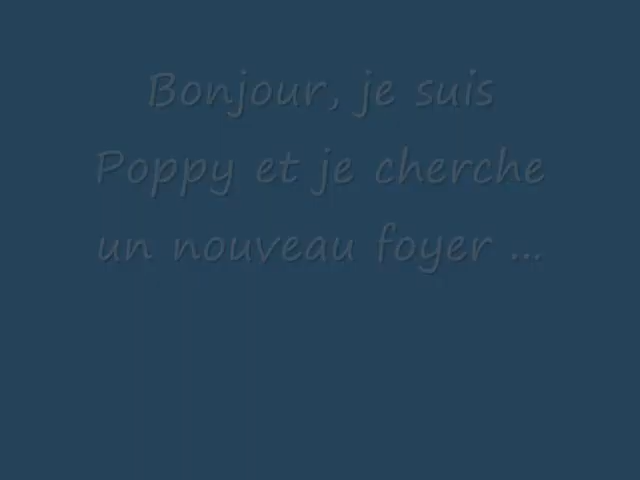 Bonjour, je suis
Poppy et je cherche
un nouveau foyer ...